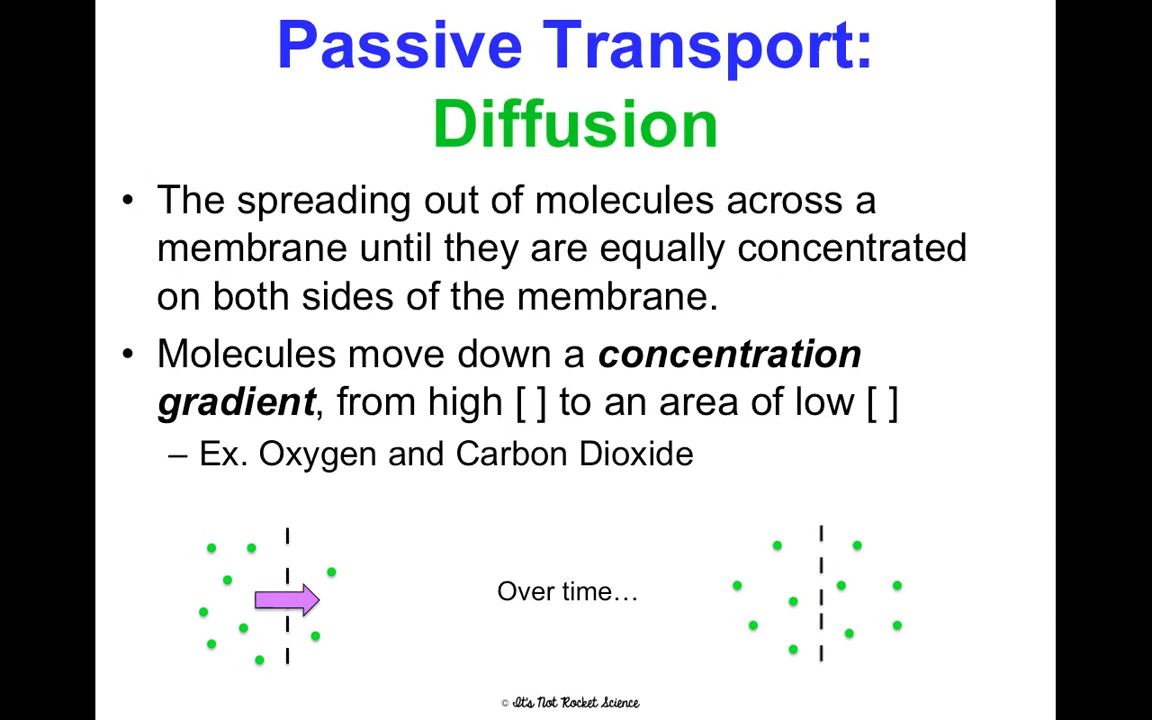 Passive Transport:
Diffusion
• The spreading out of molecules across a
membrane until they are equally concentrated
on both sides of the membrane.
• Molecules move down a concentration
gradient, from high [ ] to an area of low [ ]
– Ex. Oxygen and Carbon Dioxide
Over time…
© It's Not Rocket Science